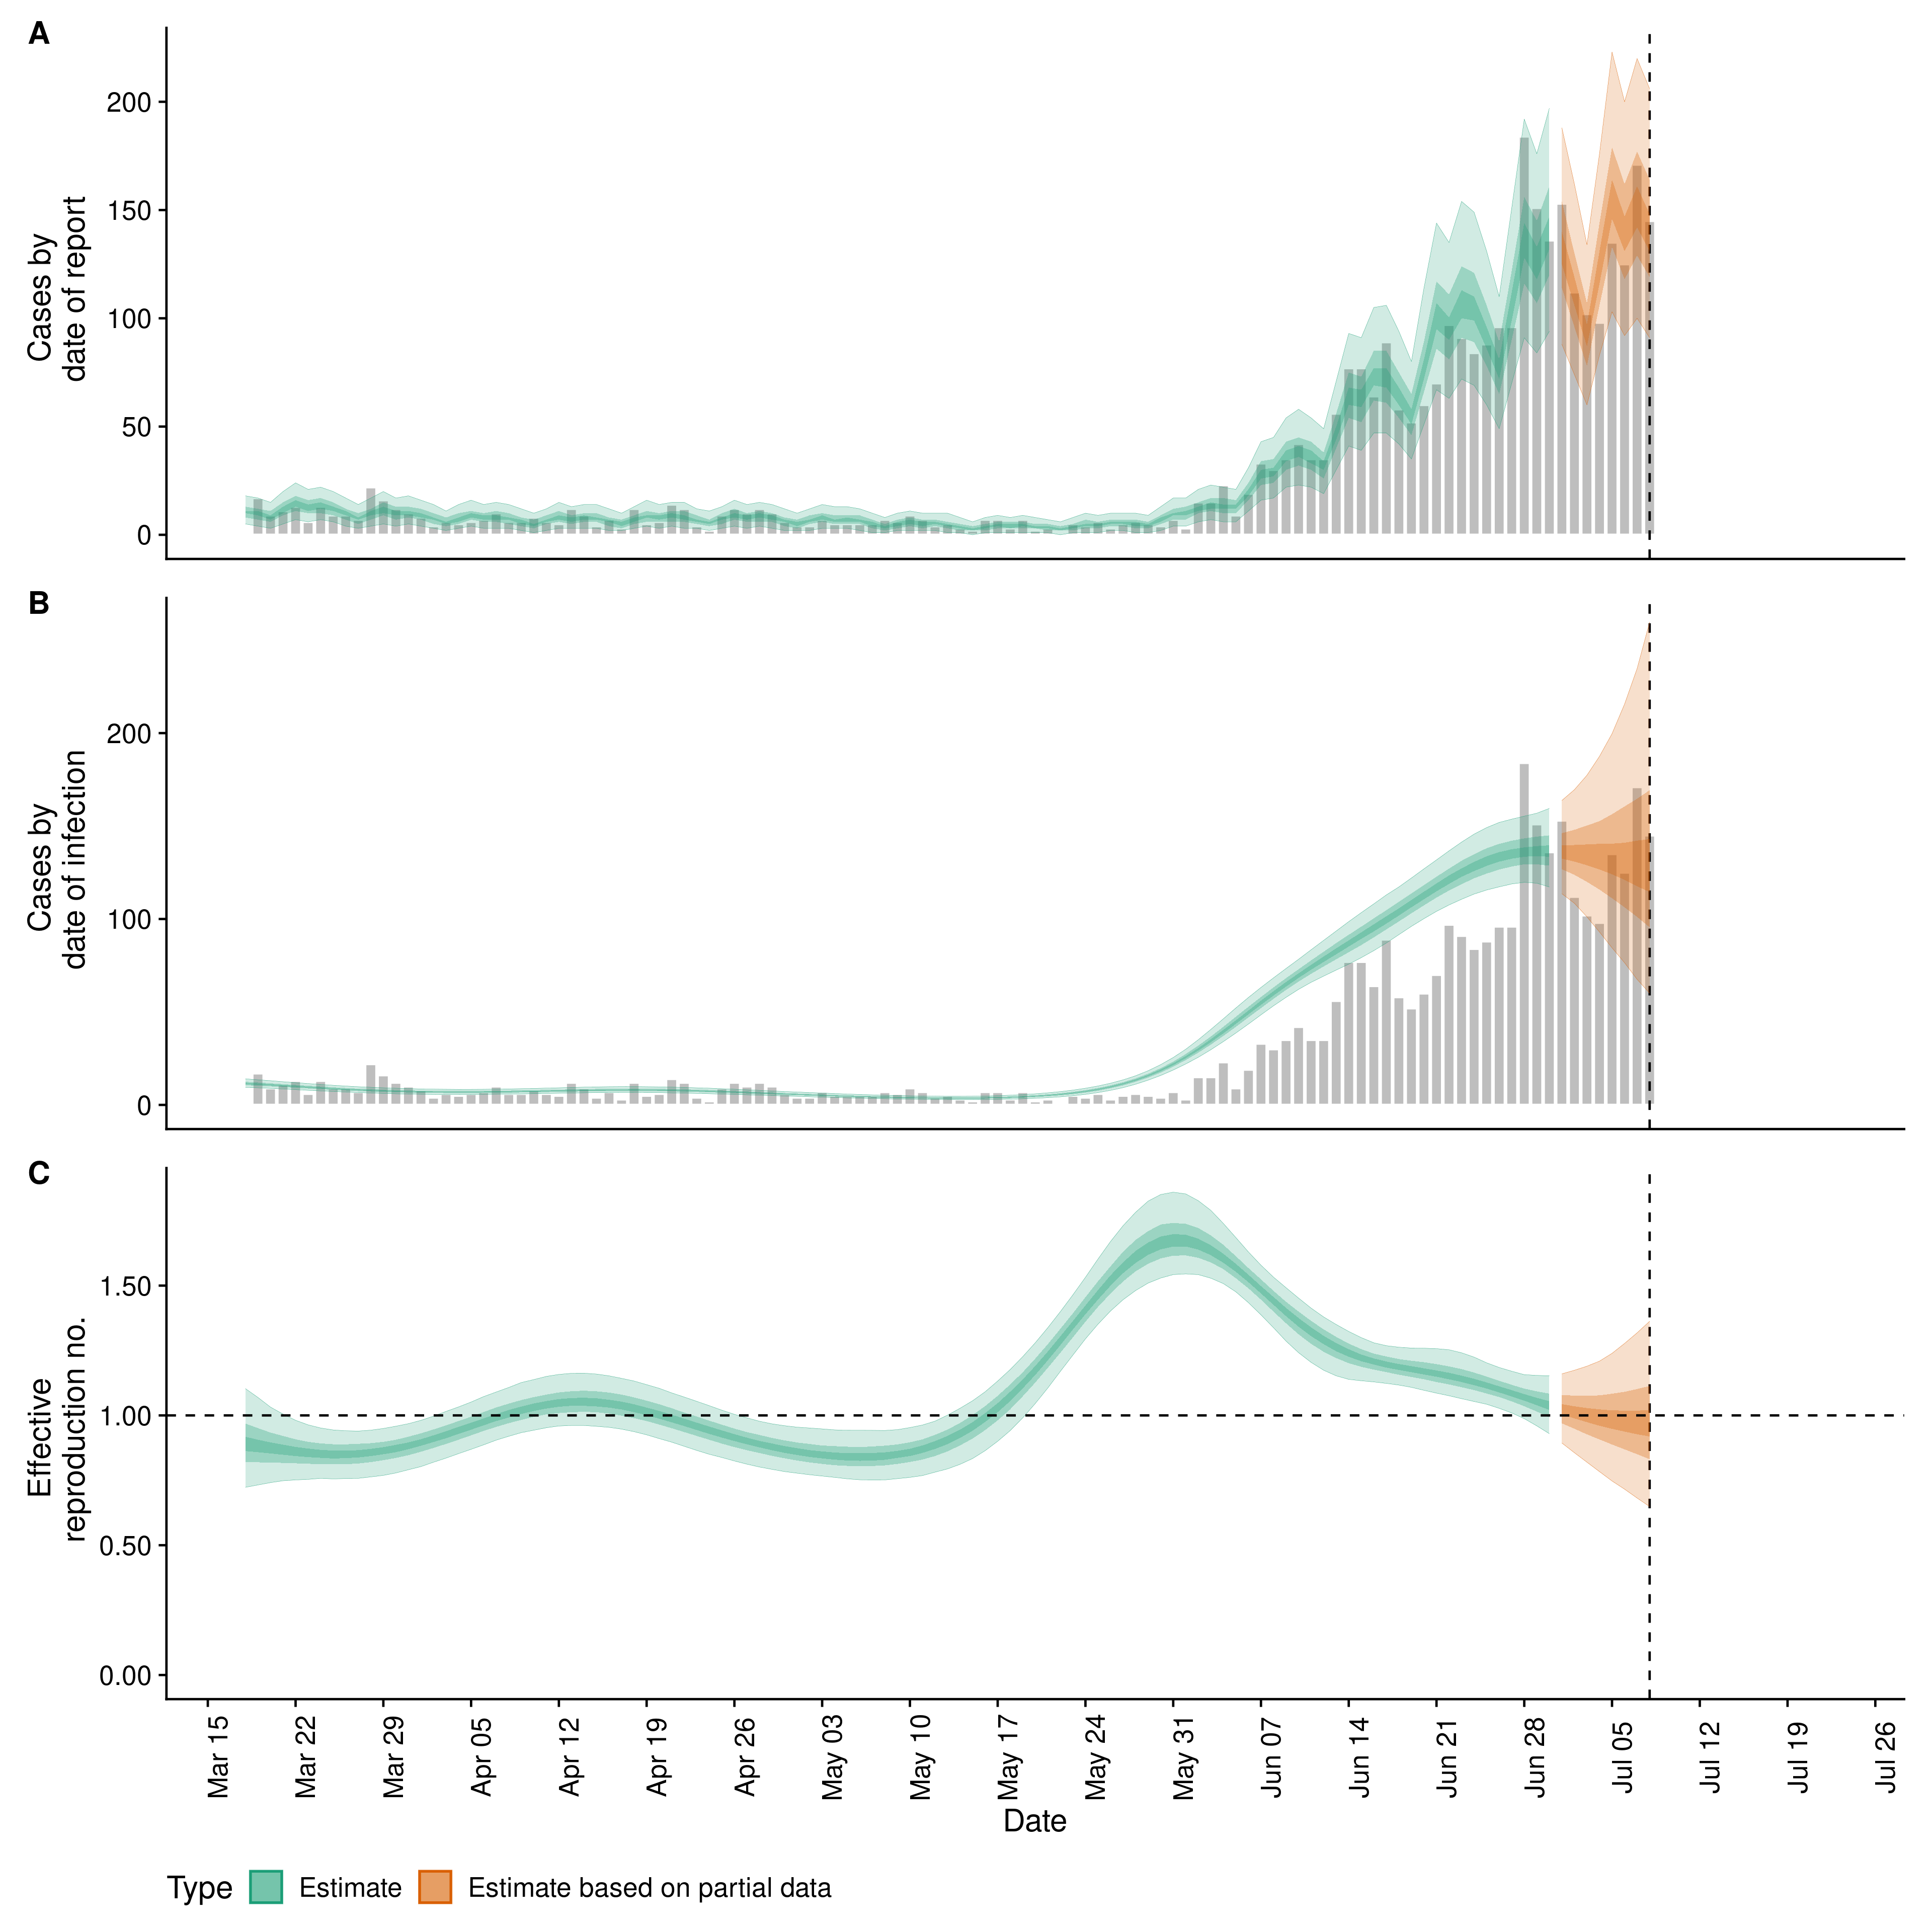 A
200
150
100
50
0
Cases by
date of report
B
200
100
0
Cases by
date of infection
C
1.50
1.00
0.50
0.00
Effective
reproduction no.
Mar 15
Mar 22
Mar 29
Apr 05
Apr 12
Apr 19
Apr 26
May 03
May 10
May 17
May 24
May 31
Jun 07
Jun 14
Jun 21
Jun 28
Jul 05
Jul 12
Jul 19
Jul 26
Date
Type Estimate Estimate based on partial data